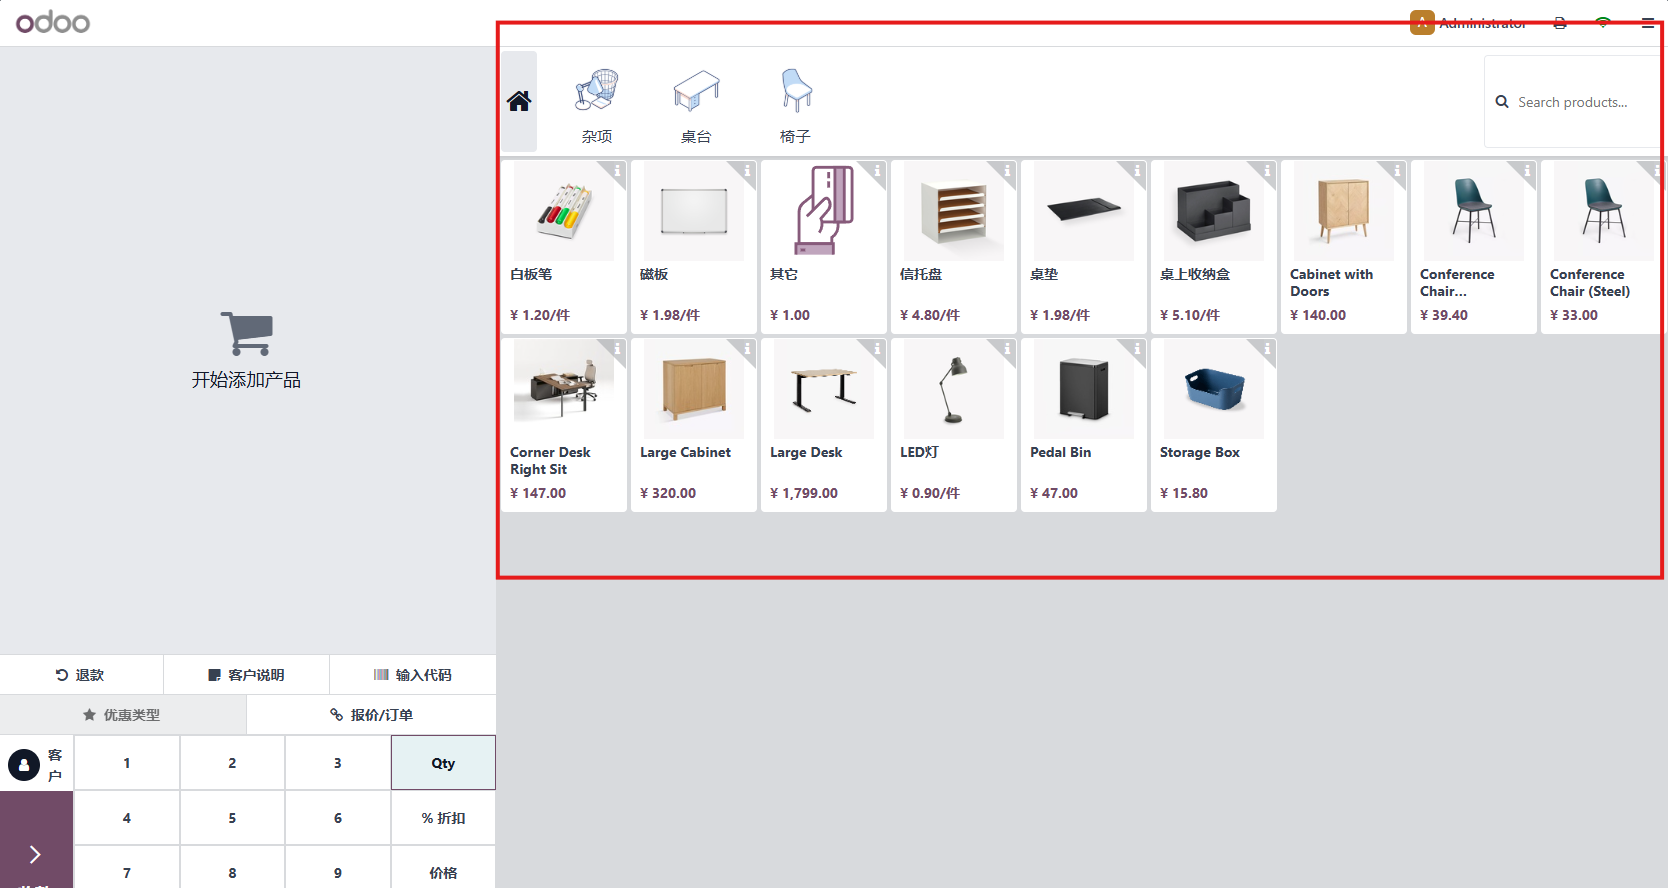 odoo
A Administrator
杂项
桌台
椅子
Search products...
白板笔
¥ 1.20/件
磁板
¥ 1.98/件
其它
¥ 1.00
信托盘
¥ 4.80/件
桌垫
¥ 1.98/件
桌上收纳盒
¥ 5.10/件
Cabinet with
Doors
¥ 140.00
Conference
Chair...
¥ 39.40
Conference
Chair (Steel)
¥ 33.00
开始添加产品
Corner Desk
Right Sit
¥ 147.00
Large Cabinet
¥ 320.00
Large Desk
¥ 1,799.00
LED灯
¥ 0.90/件
Pedal Bin
¥ 47.00
Storage Box
¥ 15.80
退款
客户说明
输入代码
优惠类型
报价/订单
客
户
1
2
3
Qty
4
5
6
% 折扣
7
8
9
价格